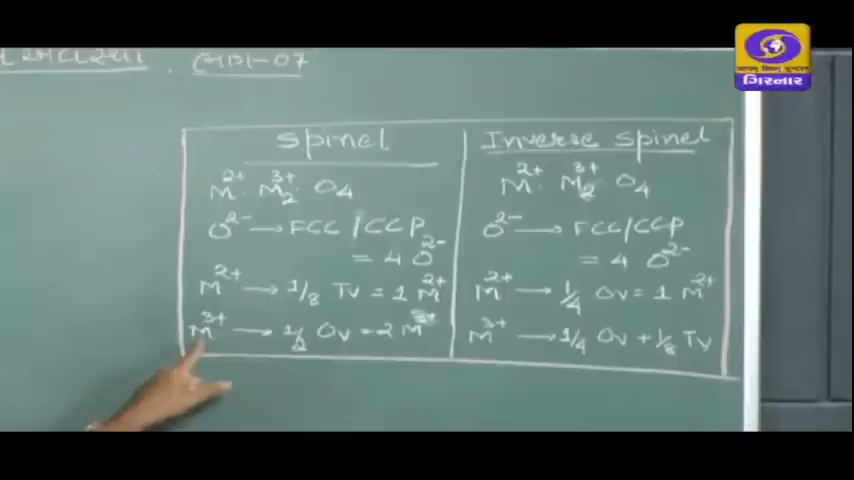 અવસ્થા. ભાગ-07
Spinel
M²⁺. M₂³⁺ O₄
O²⁻ → FCC / CCP
= 4 O²⁻
M²⁺ → 1/8 TV = 1 M²⁺
M³⁺ → 1/2 OV = 2 M³⁺
Inverse Spinel
M²⁺. M₂³⁺ O₄
O²⁻ → FCC/CCP
= 4 O²⁻
M²⁺ → 1/4 OV = 1 M²⁺
M³⁺ → 1/4 OV + 1/8 TV
ગિરનાર